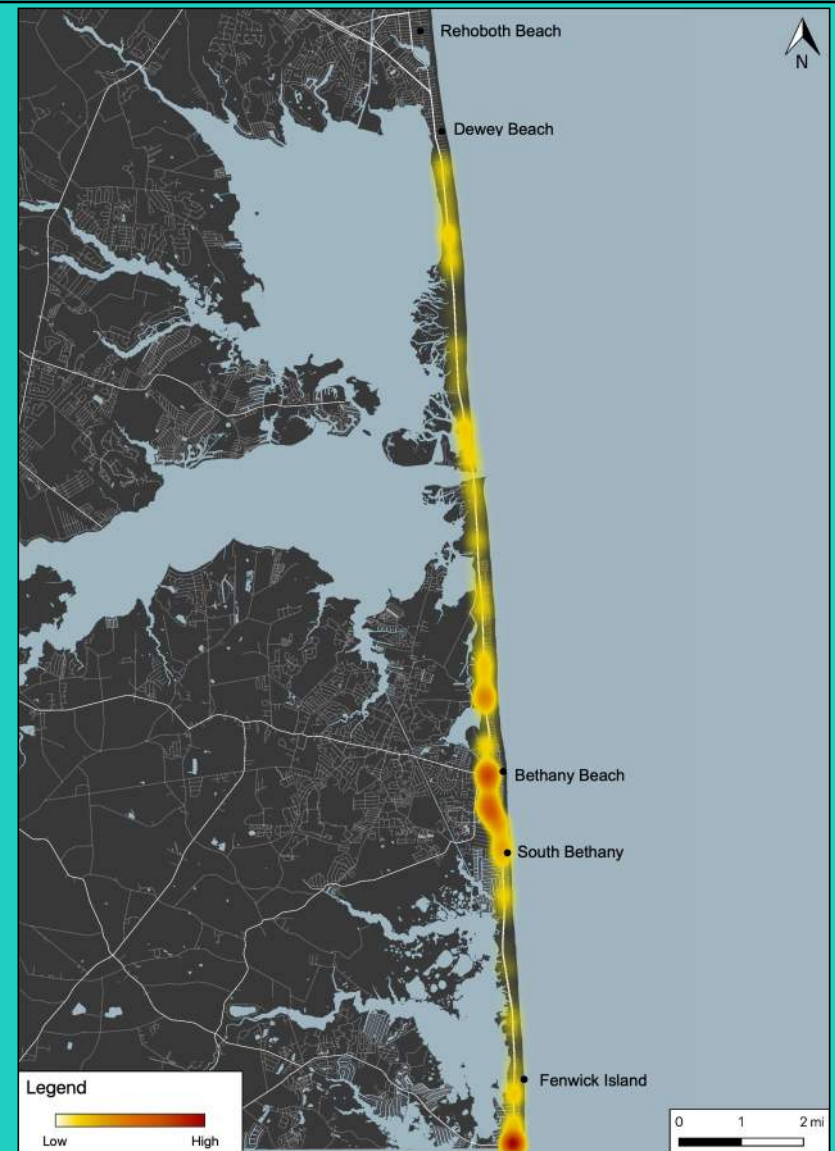 Rehoboth Beach
N
Dewey Beach
Bethany Beach
South Bethany
Fenwick Island
Legend
Low High
0 1 2 mi